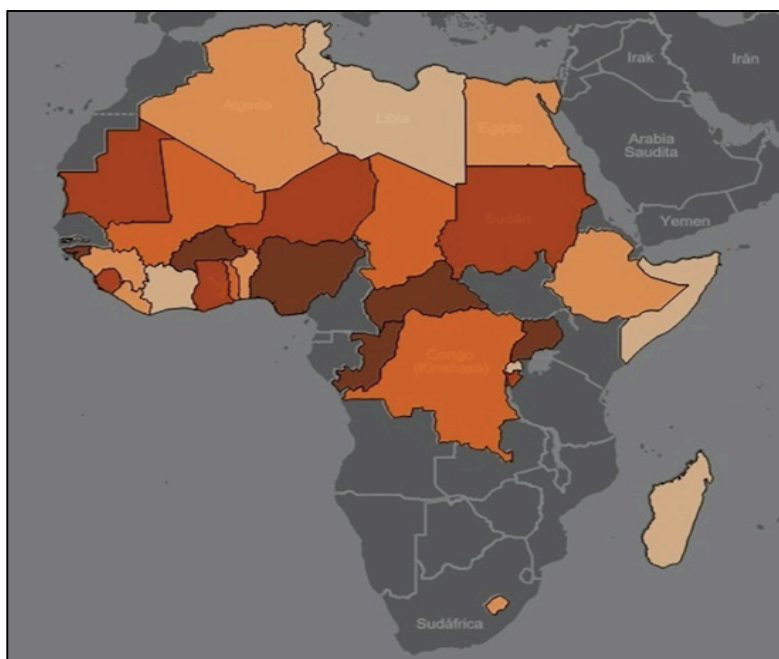 Irak
Irán
Argelia
Libia
Egipto
Arabia
Saudita
Sudán
Yemen
Congo
(Kinshasa)
Sudáfrica